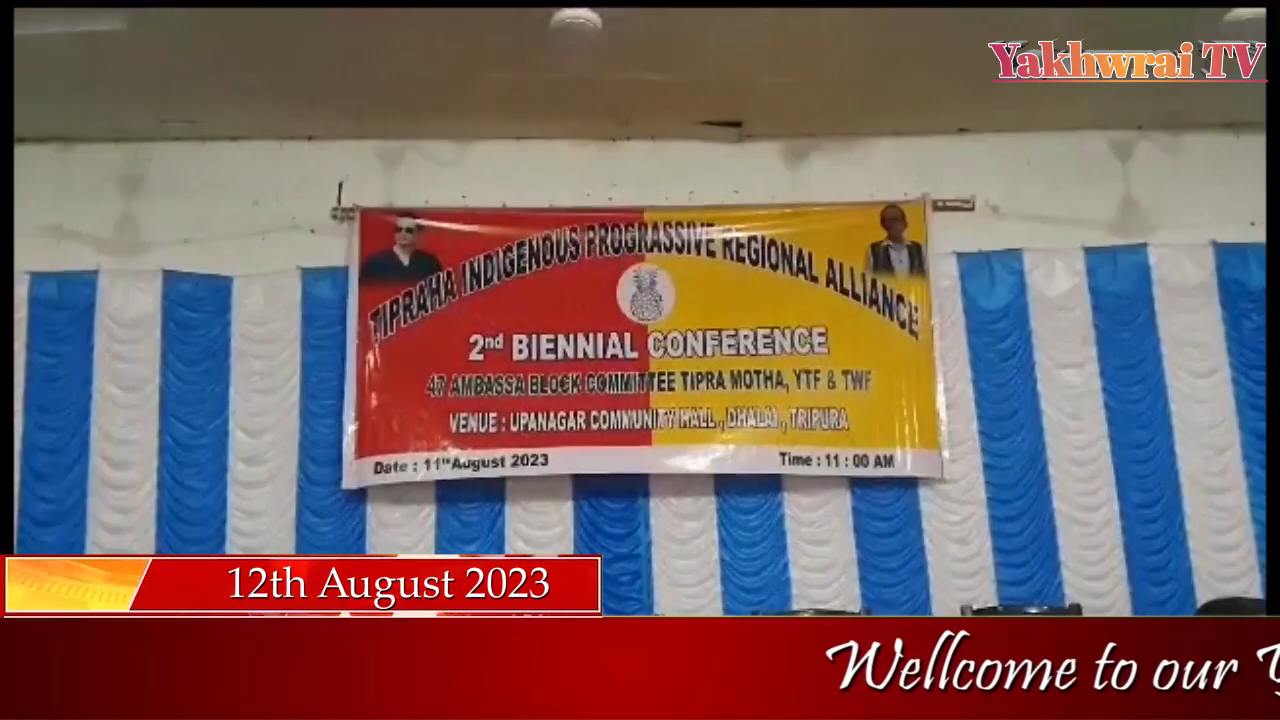 Yakhwrai TV
TIPRAHA INDIGENOUS PROGRASSIVE REGIONAL ALLIANCE
2nd BIENNIAL CONFERENCE
47 AMBASSA BLOCK COMMITTEE TIPRA MOTHA, YTF & TWF
VENUE : UPANAGAR COMMUNITY HALL , DHALAI , TRIPURA
Date : 11th August 2023 Time : 11 : 00 AM
12th August 2023
Wellcome to our